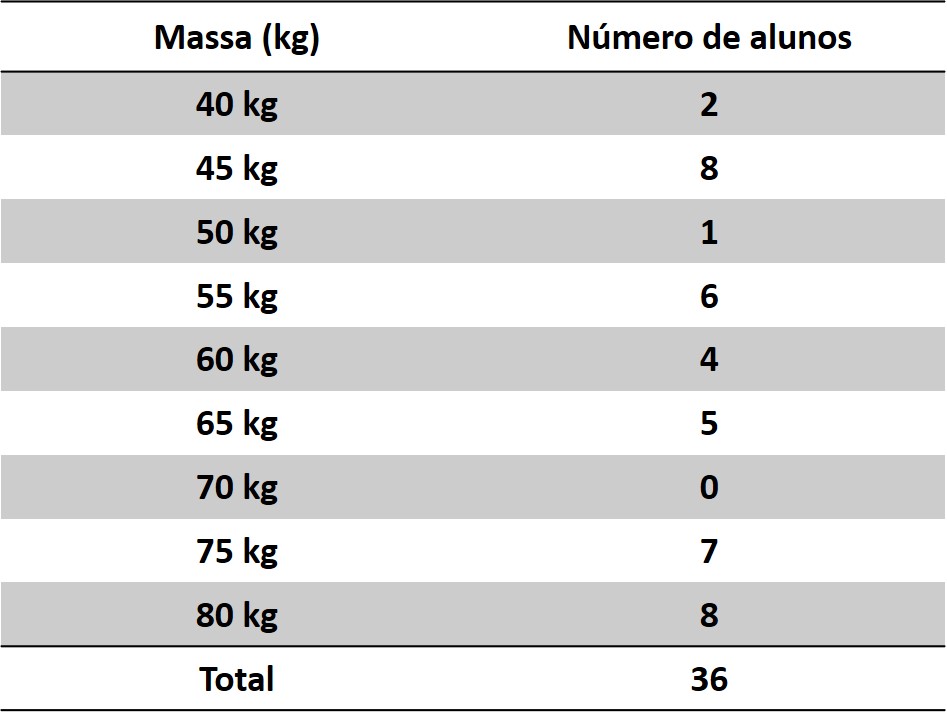 Massa (kg) Número de alunos
40 kg 2
45 kg 8
50 kg 1
55 kg 6
60 kg 4
65 kg 5
70 kg 0
75 kg 7
80 kg 8
Total 36